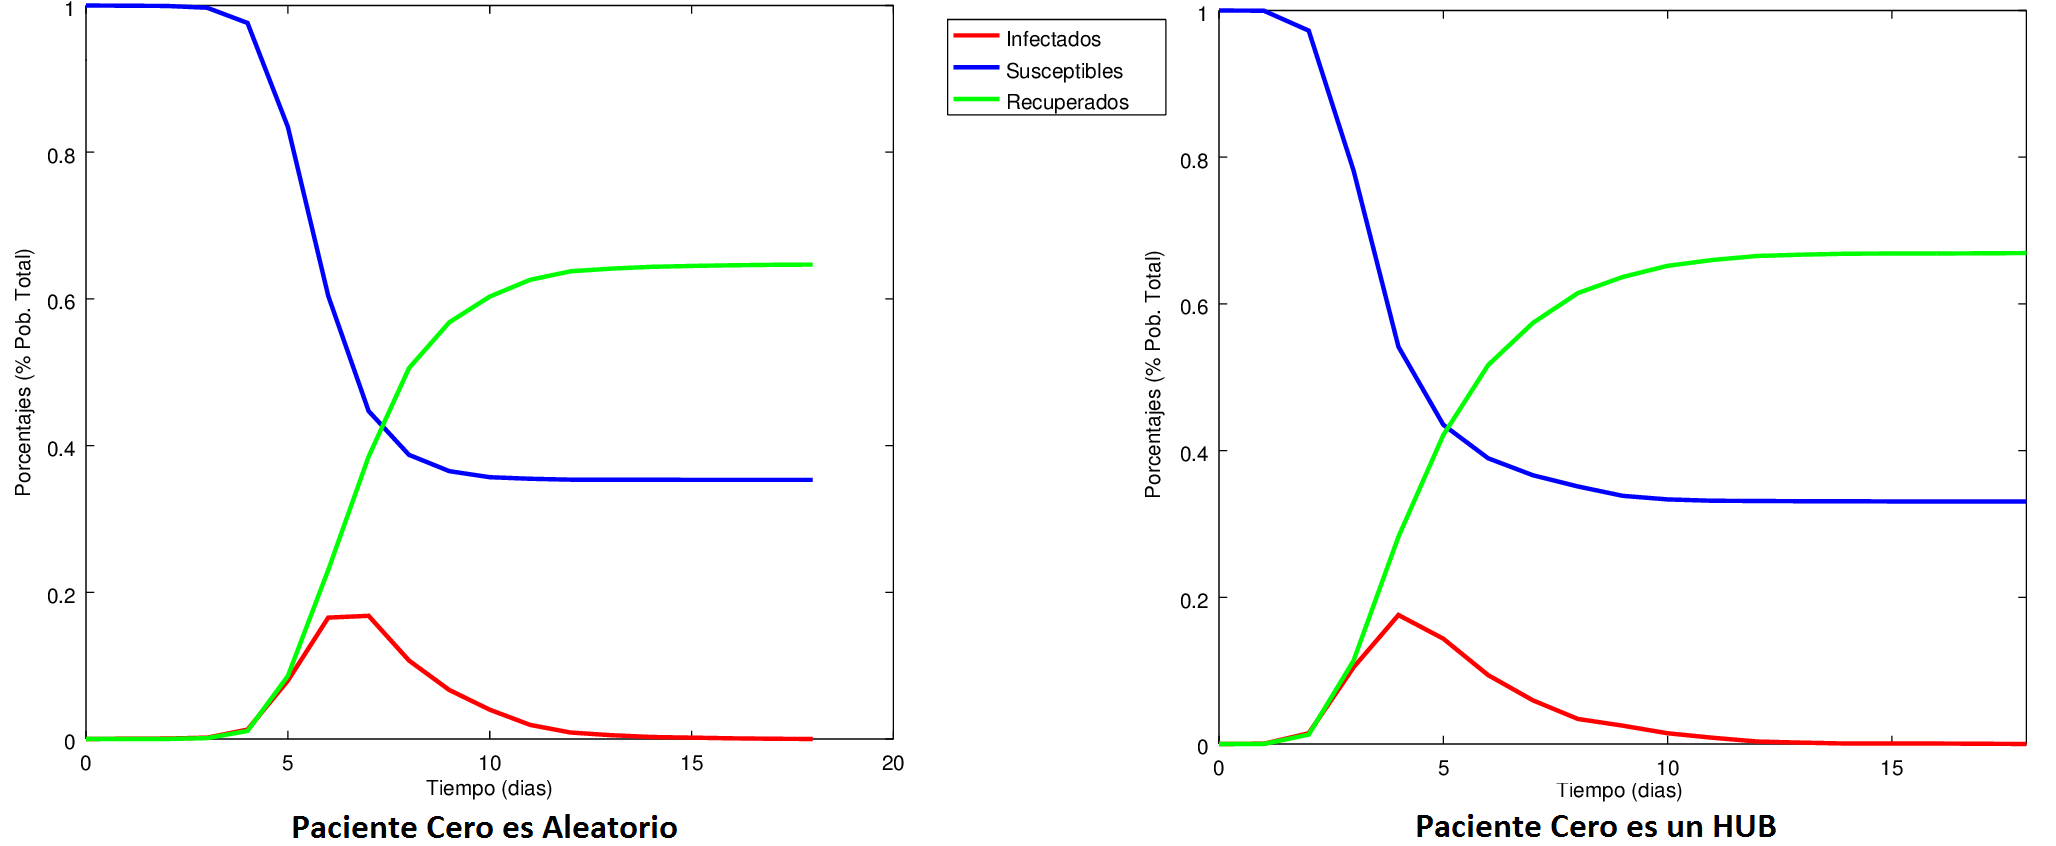 1
0.8
0.6
0.4
0.2
0
0 5 10 15 20
Porcentajes (% Pob. Total)
Tiempo (dias)
Paciente Cero es Aleatorio
Infectados
Susceptibles
Recuperados
1
0.8
0.6
0.4
0.2
0
0 5 10 15
Porcentajes (% Pob. Total)
Tiempo (dias)
Paciente Cero es un HUB